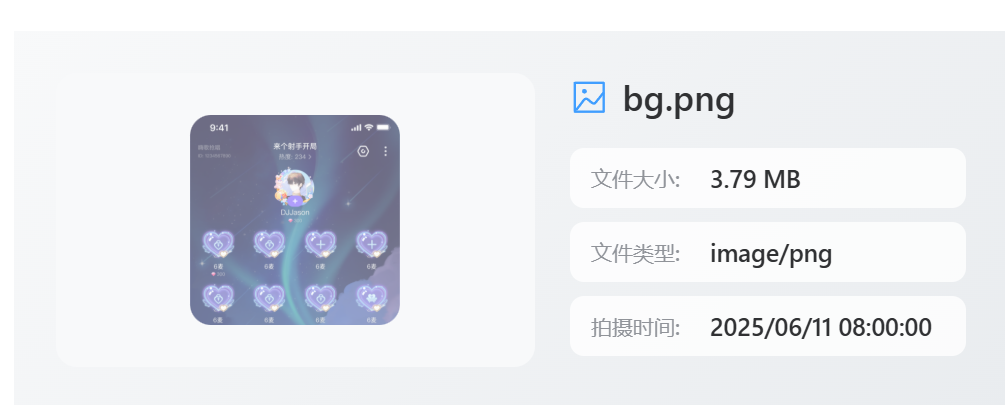 bg.png
文件大小: 3.79 MB
文件类型: image/png
拍摄时间: 2025/06/11 08:00:00
9:41
来个射手开局
热度 234
DJJason
6麦 6麦 6麦 6麦
6麦 6麦 6麦 6麦